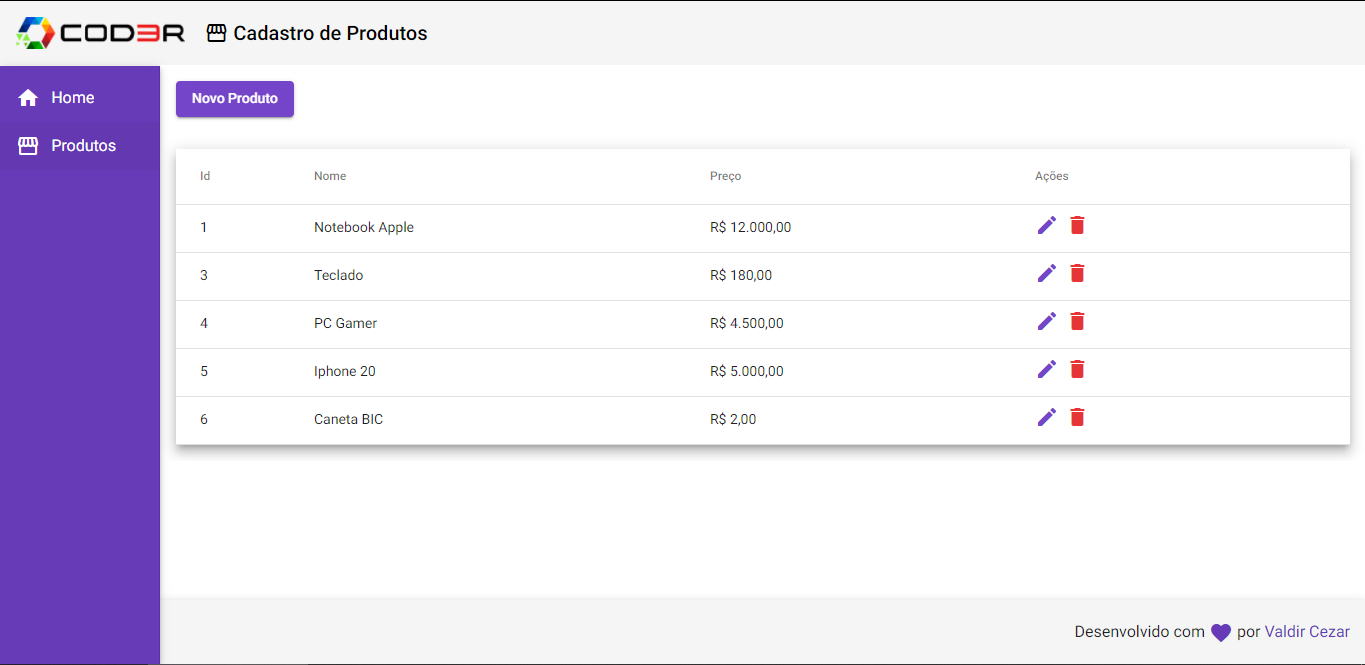 COD3R Cadastro de Produtos
Home
Produtos
Novo Produto
Id Nome Preço Ações
1 Notebook Apple R$ 12.000,00
3 Teclado R$ 180,00
4 PC Gamer R$ 4.500,00
5 Iphone 20 R$ 5.000,00
6 Caneta BIC R$ 2,00
Desenvolvido com por Valdir Cezar